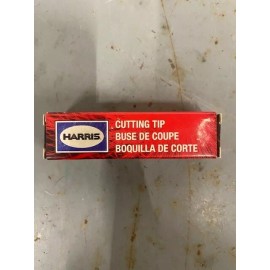 HARRIS
CUTTING TIP
BUSE DE COUPE
BOQUILLA DE CORTE